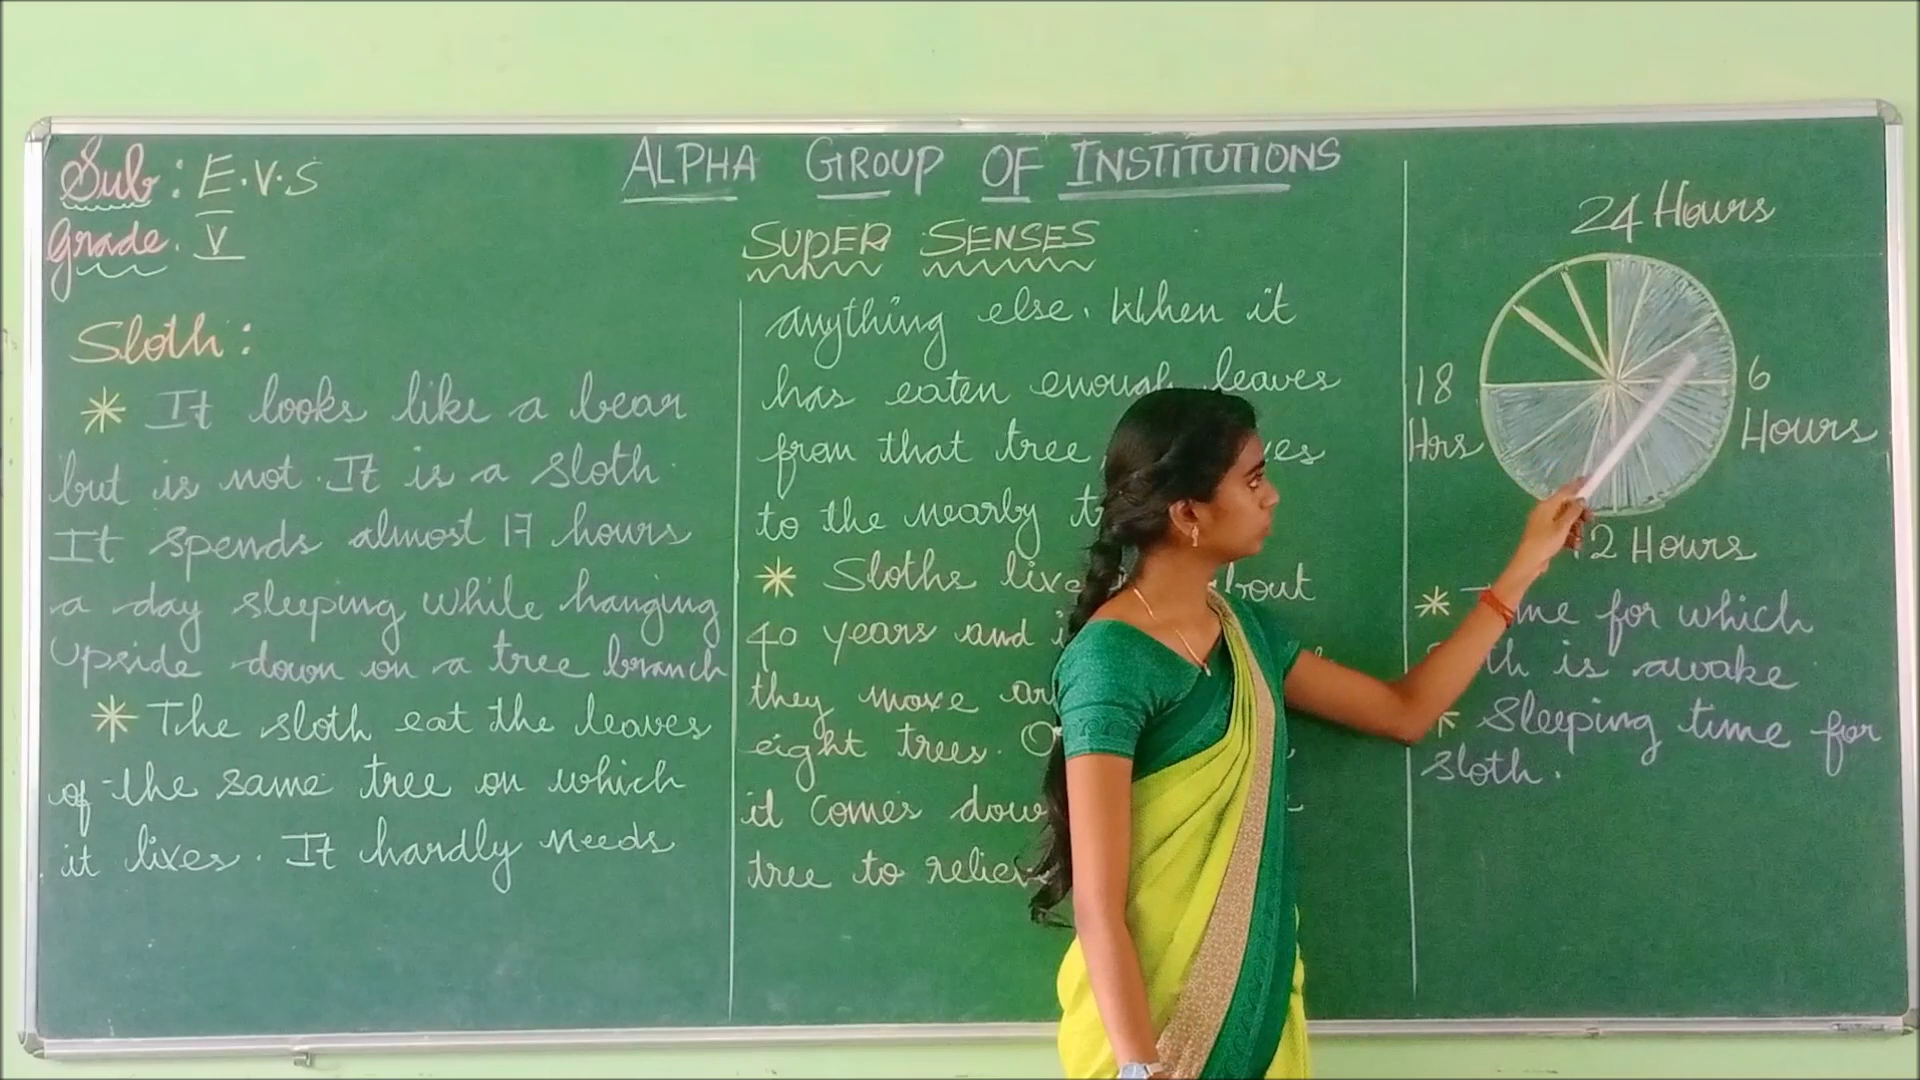 Sub : E.V.S
Grade. V
ALPHA GROUP OF INSTITUTIONS
SUPER SENSES
Sloth :
* It looks like a bear
but is not. It is a sloth.
It spends almost 17 hours
a day sleeping while hanging
Upside down on a tree branch
* The sloth eat the leaves
of the same tree on which
it lives. It hardly needs
anything else. When it
has eaten enough leaves
from that tree
to the nearby
* Sloths live about
40 years and
they move
eight trees.
it comes
tree to
24 Hours
18
Hrs
6
Hours
12 Hours
* Time for which
is awake
* Sleeping time for
sloth.